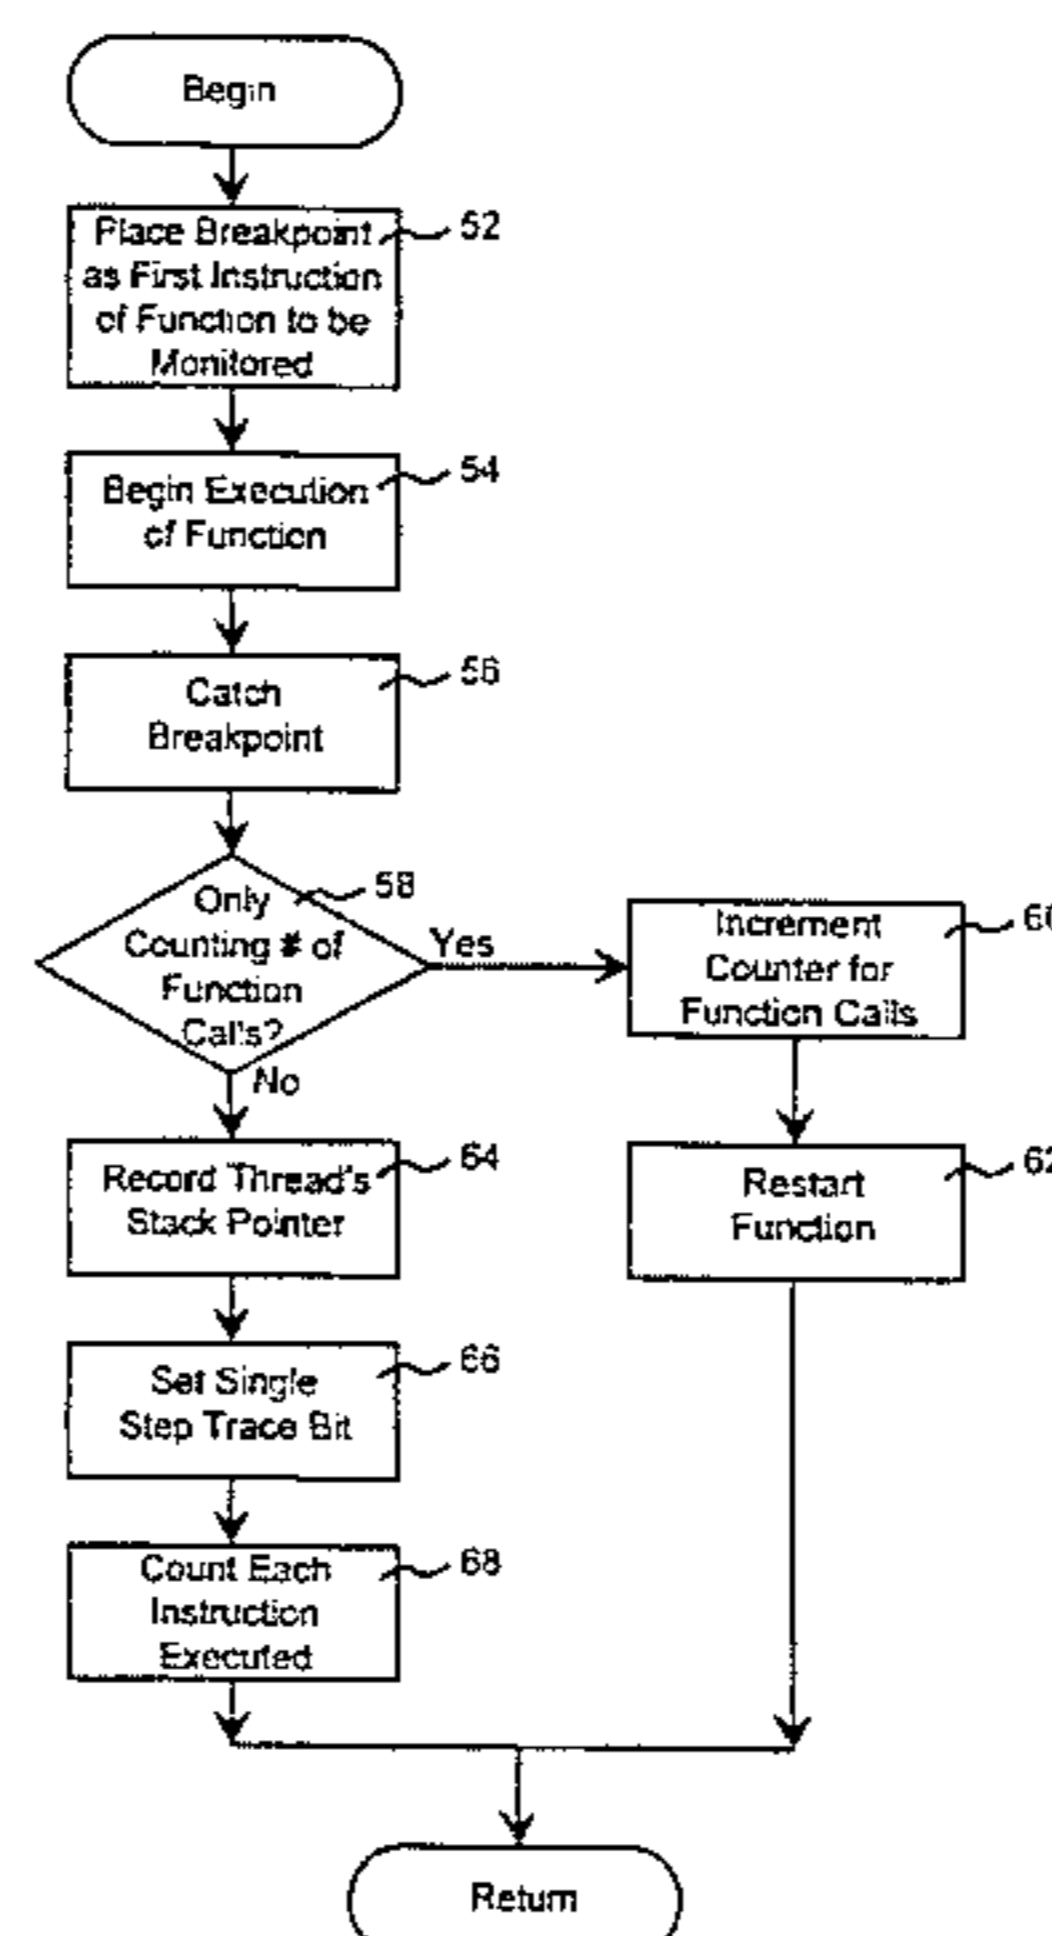 Begin
Place Breakpoint
as First Instruction
of Function to be
Monitored
52
Begin Execution
of Function
54
Catch
Breakpoint
56
Only
Counting # of
Function
Calls?
58
Yes
No
Increment
Counter for
Function Calls
60
Restart
Function
62
Record Thread's
Stack Pointer
64
Set Single
Step Trace Bit
66
Count Each
Instruction
Executed
68
Return